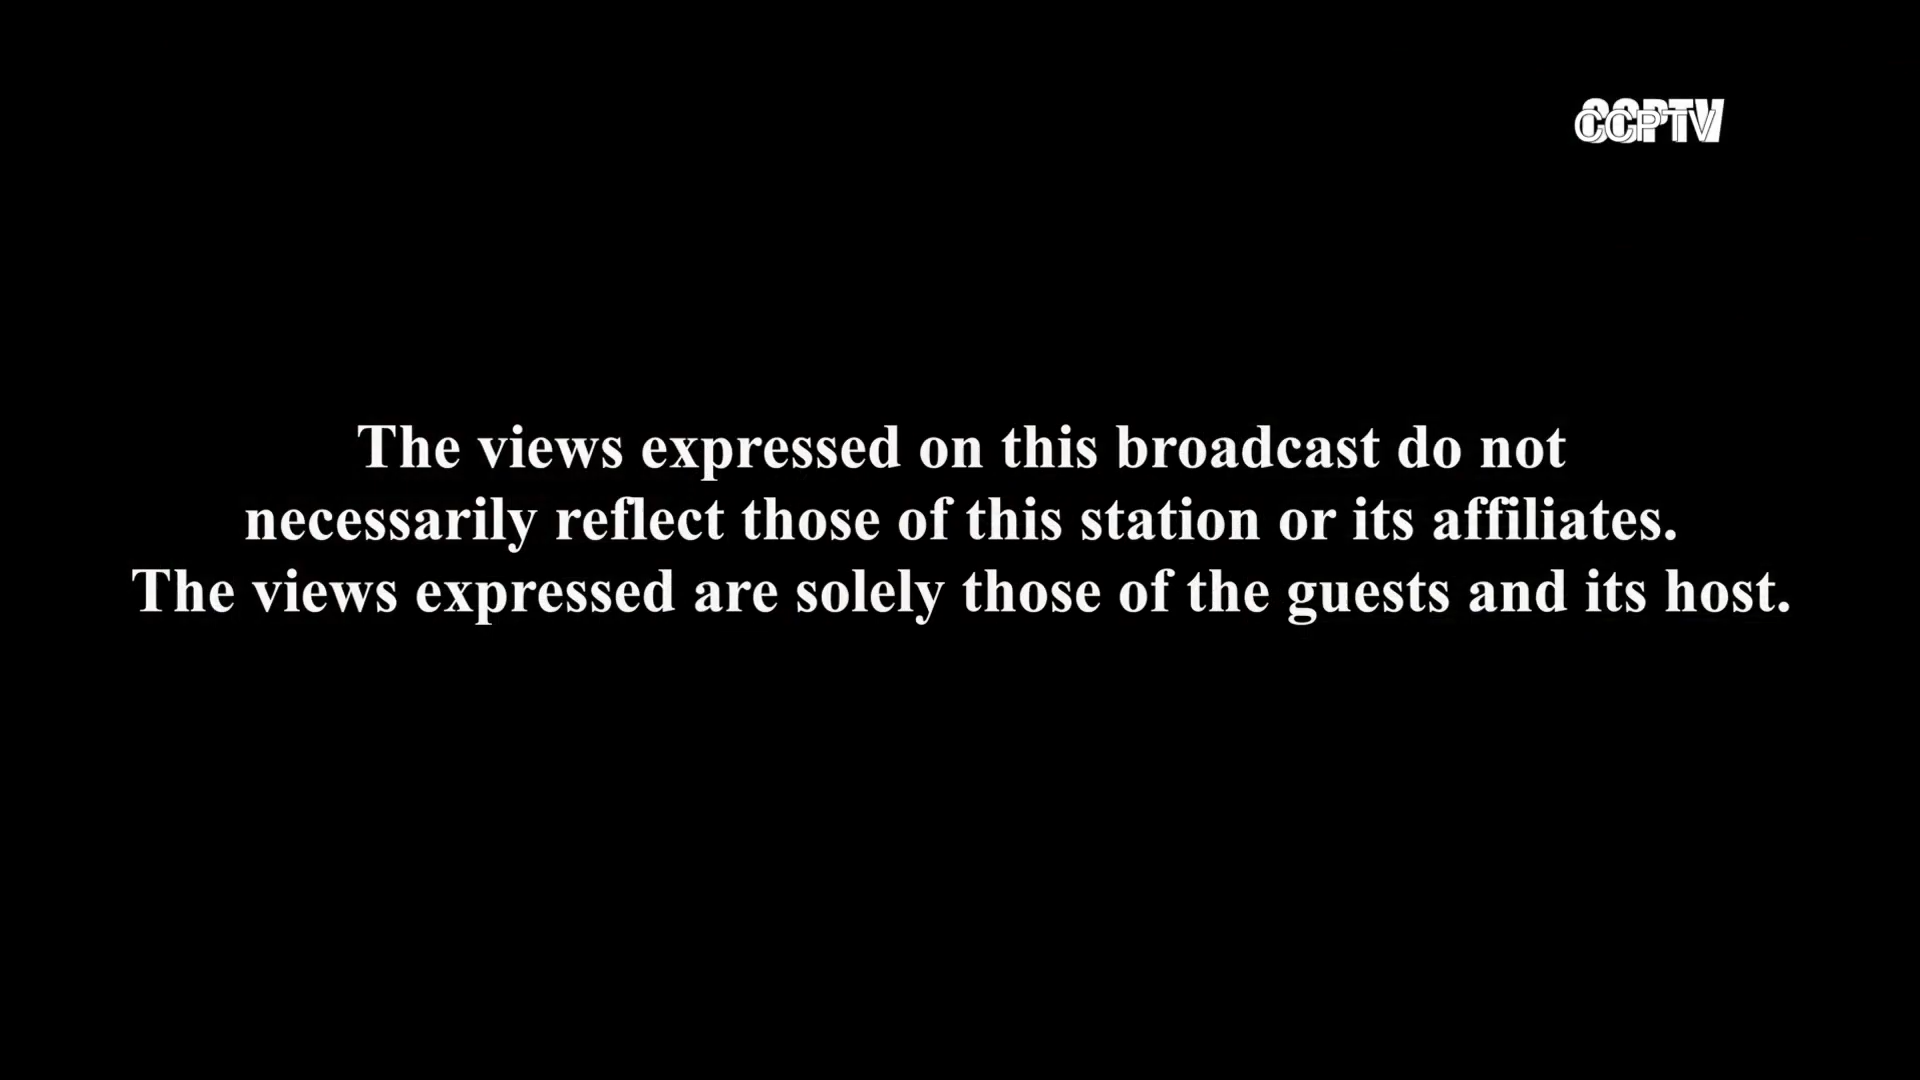 CCPTV
The views expressed on this broadcast do not
necessarily reflect those of this station or its affiliates.
The views expressed are solely those of the guests and its host.